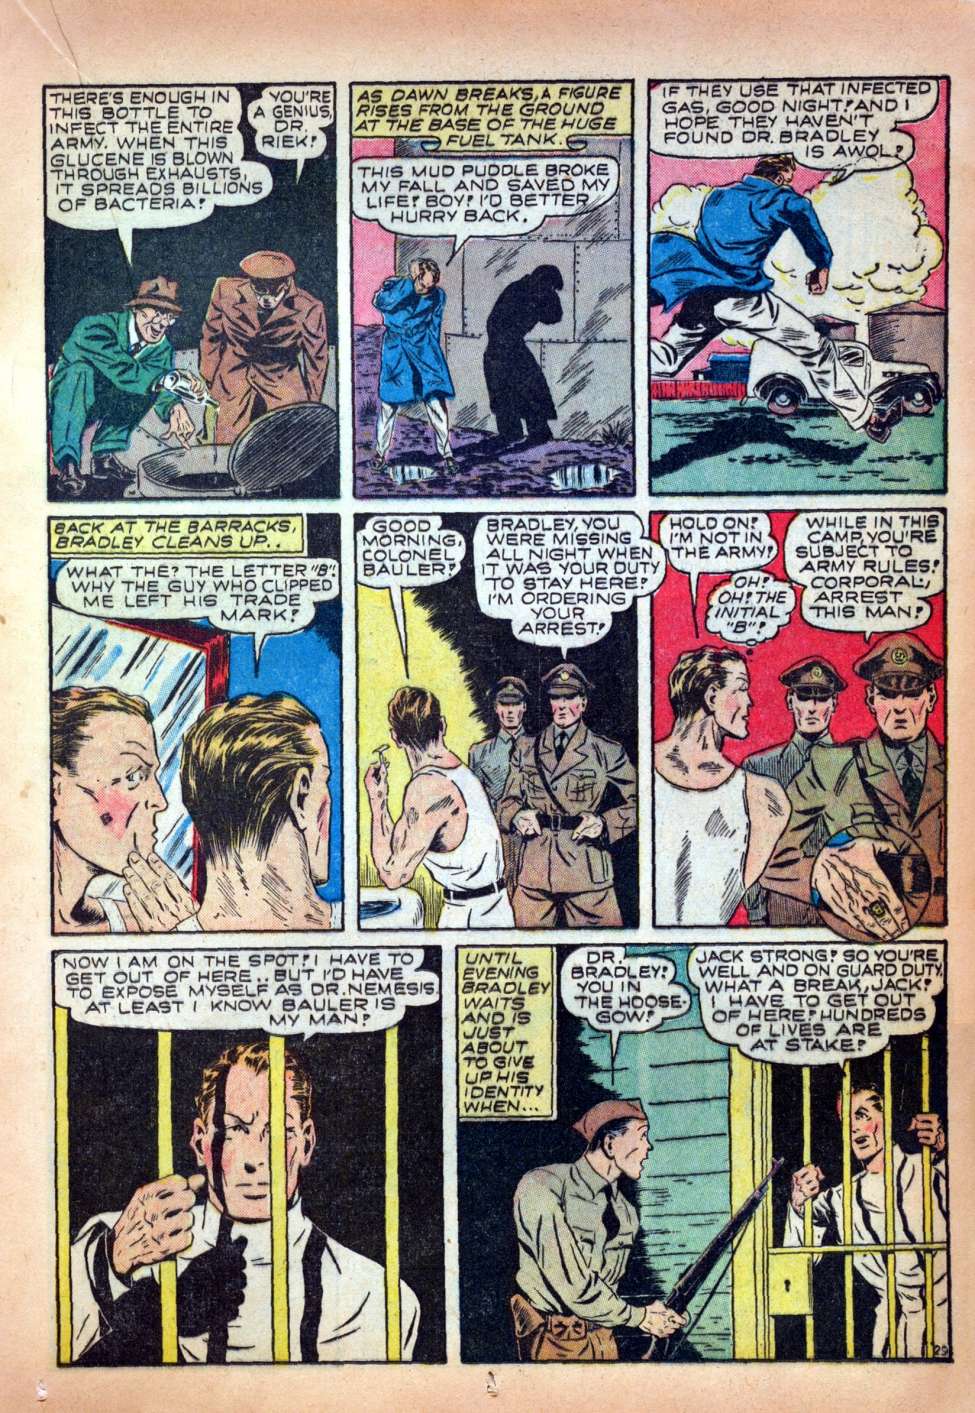 THERE'S ENOUGH IN
THIS BOTTLE TO
INFECT THE ENTIRE
ARMY. WHEN THIS
GLUCENE IS BLOWN
THROUGH EXHAUSTS,
IT SPREADS BILLIONS
OF BACTERIA!
YOU'RE
A GENIUS,
DR.
RIEK!
AS DAWN BREAKS, A FIGURE
RISES FROM THE GROUND
AT THE BASE OF THE HUGE
FUEL TANK.
THIS MUD PUDDLE BROKE
MY FALL AND SAVED MY
LIFE! BOY! I'D BETTER
HURRY BACK.
IF THEY USE THAT INFECTED
GAS, GOOD NIGHT! AND I
HOPE THEY HAVEN'T
FOUND DR. BRADLEY
IS AWOL!
BACK AT THE BARRACKS,
BRADLEY CLEANS UP..
WHAT THE? THE LETTER "B".
WHY THE GUY WHO CLIPPED
ME LEFT HIS TRADE
MARK!
GOOD
MORNING,
COLONEL
BAULER!
BRADLEY, YOU
WERE MISSING
ALL NIGHT WHEN
IT WAS YOUR DUTY
TO STAY HERE!
I'M ORDERING
YOUR
ARREST!
HOLD ON!
I'M NOT IN
THE ARMY!
OH!
OH! THE
INITIAL
"B"!
WHILE IN THIS
CAMP, YOU'RE
SUBJECT TO
ARMY RULES!
CORPORAL,
ARREST
THIS MAN!
NOW I AM ON THE SPOT! I HAVE TO
GET OUT OF HERE.. BUT I'D HAVE
TO EXPOSE MYSELF AS DR. NEMESIS.
AT LEAST I KNOW BAULER IS
MY MAN!
UNTIL
EVENING
BRADLEY
WAITS
AND IS
JUST
ABOUT
TO GIVE
UP HIS
IDENTITY
WHEN...
DR.
BRADLEY!
YOU IN
THE HOOSE-
GOW!
JACK STRONG! SO YOU'RE
WELL AND ON GUARD DUTY.
WHAT A BREAK, JACK!
I HAVE TO GET OUT
OF HERE! HUNDREDS
OF LIVES ARE
AT STAKE!
29